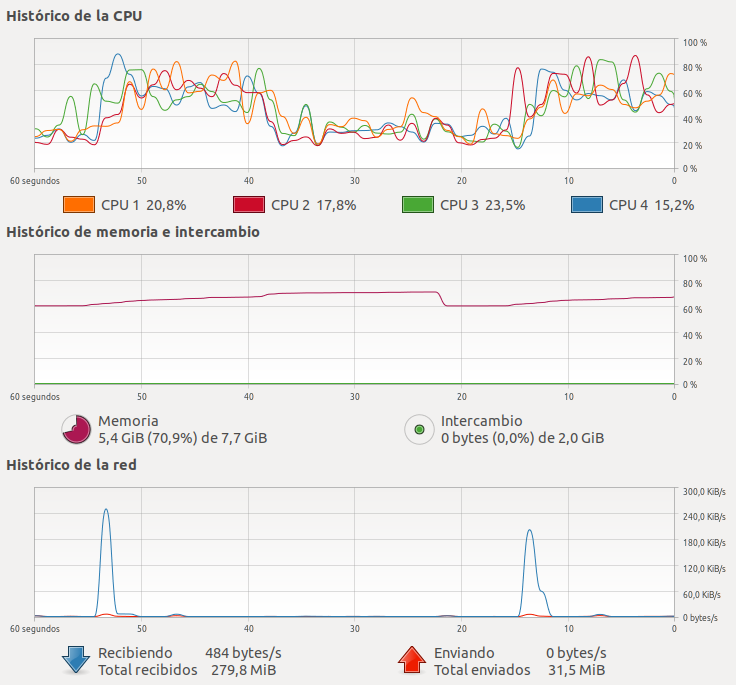 Histórico de la CPU
100 %
80 %
60 %
40 %
20 %
0 %
60 segundos 50 40 30 20 10 0
CPU 1 20,8% CPU 2 17,8% CPU 3 23,5% CPU 4 15,2%
Histórico de memoria e intercambio
100 %
80 %
60 %
40 %
20 %
0 %
60 segundos 50 40 30 20 10 0
Memoria Intercambio
5,4 GiB (70,9%) de 7,7 GiB 0 bytes (0,0%) de 2,0 GiB
Histórico de la red
300,0 KiB/s
240,0 KiB/s
180,0 KiB/s
120,0 KiB/s
60,0 KiB/s
0 bytes/s
60 segundos 50 40 30 20 10 0
Recibiendo 484 bytes/s Enviando 0 bytes/s
Total recibidos 279,8 MiB Total enviados 31,5 MiB